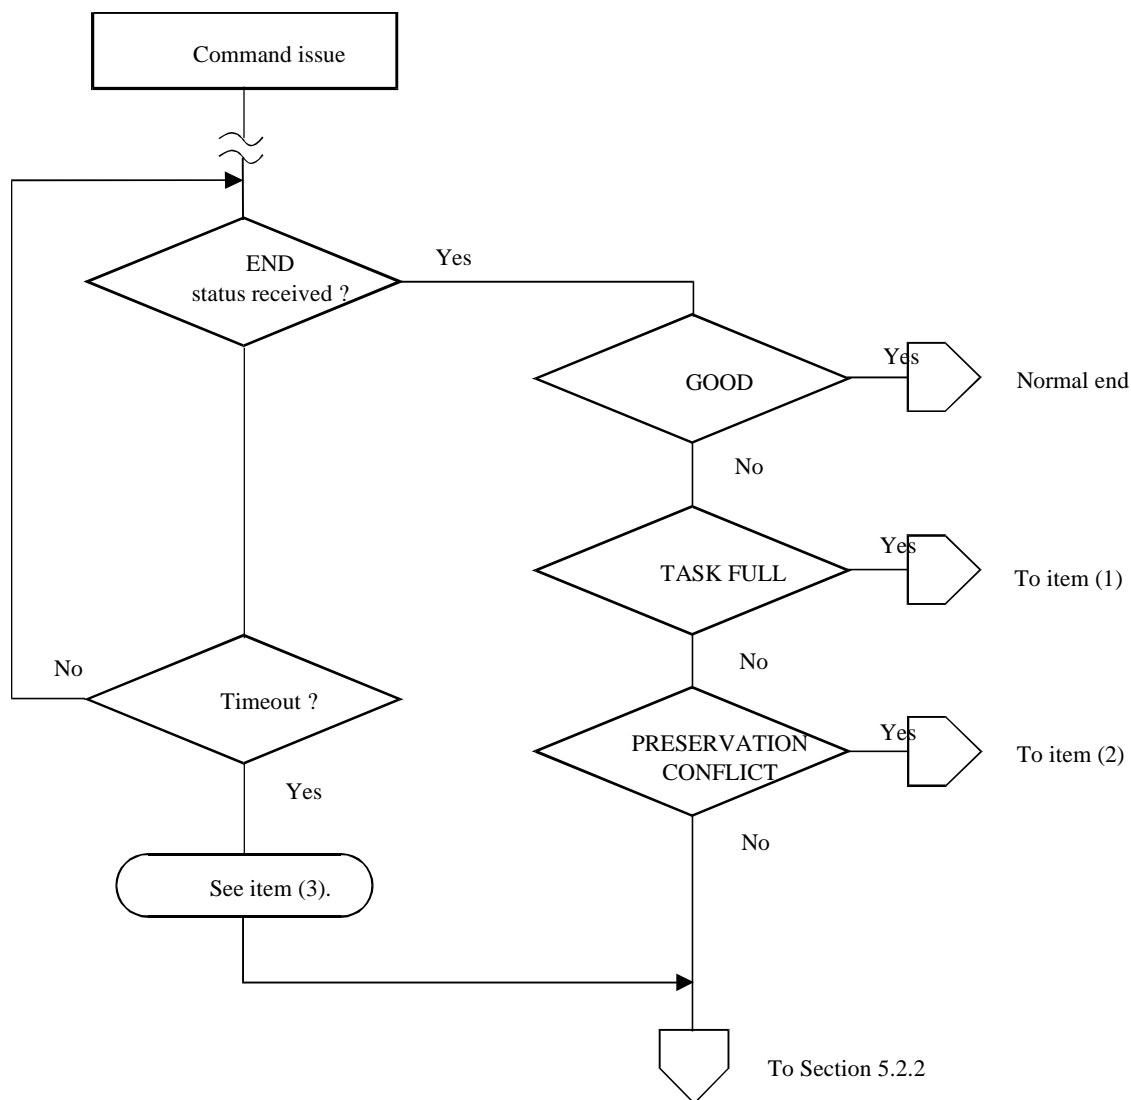 Command issue
END
status received ?
Yes
GOOD
Yes
Normal end
No
TASK FULL
Yes
To item (1)
No
No
Timeout ?
PRESERVATION
CONFLICT
Yes
To item (2)
Yes
No
See item (3).
To Section 5.2.2